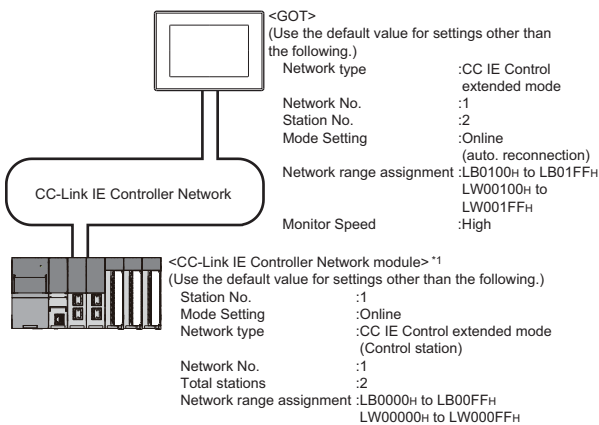 <GOT>
(Use the default value for settings other than
the following.)
Network type :CC IE Control
extended mode
Network No. :1
Station No. :2
Mode Setting :Online
(auto. reconnection)
Network range assignment :LB0100H to LB01FFH
LW00100H to
LW001FFH
Monitor Speed :High
CC-Link IE Controller Network
<CC-Link IE Controller Network module> *1
(Use the default value for settings other than the following.)
Station No. :1
Mode Setting :Online
Network type :CC IE Control extended mode
(Control station)
Network No. :1
Total stations :2
Network range assignment :LB0000H to LB00FFH
LW00000H to LW000FFH